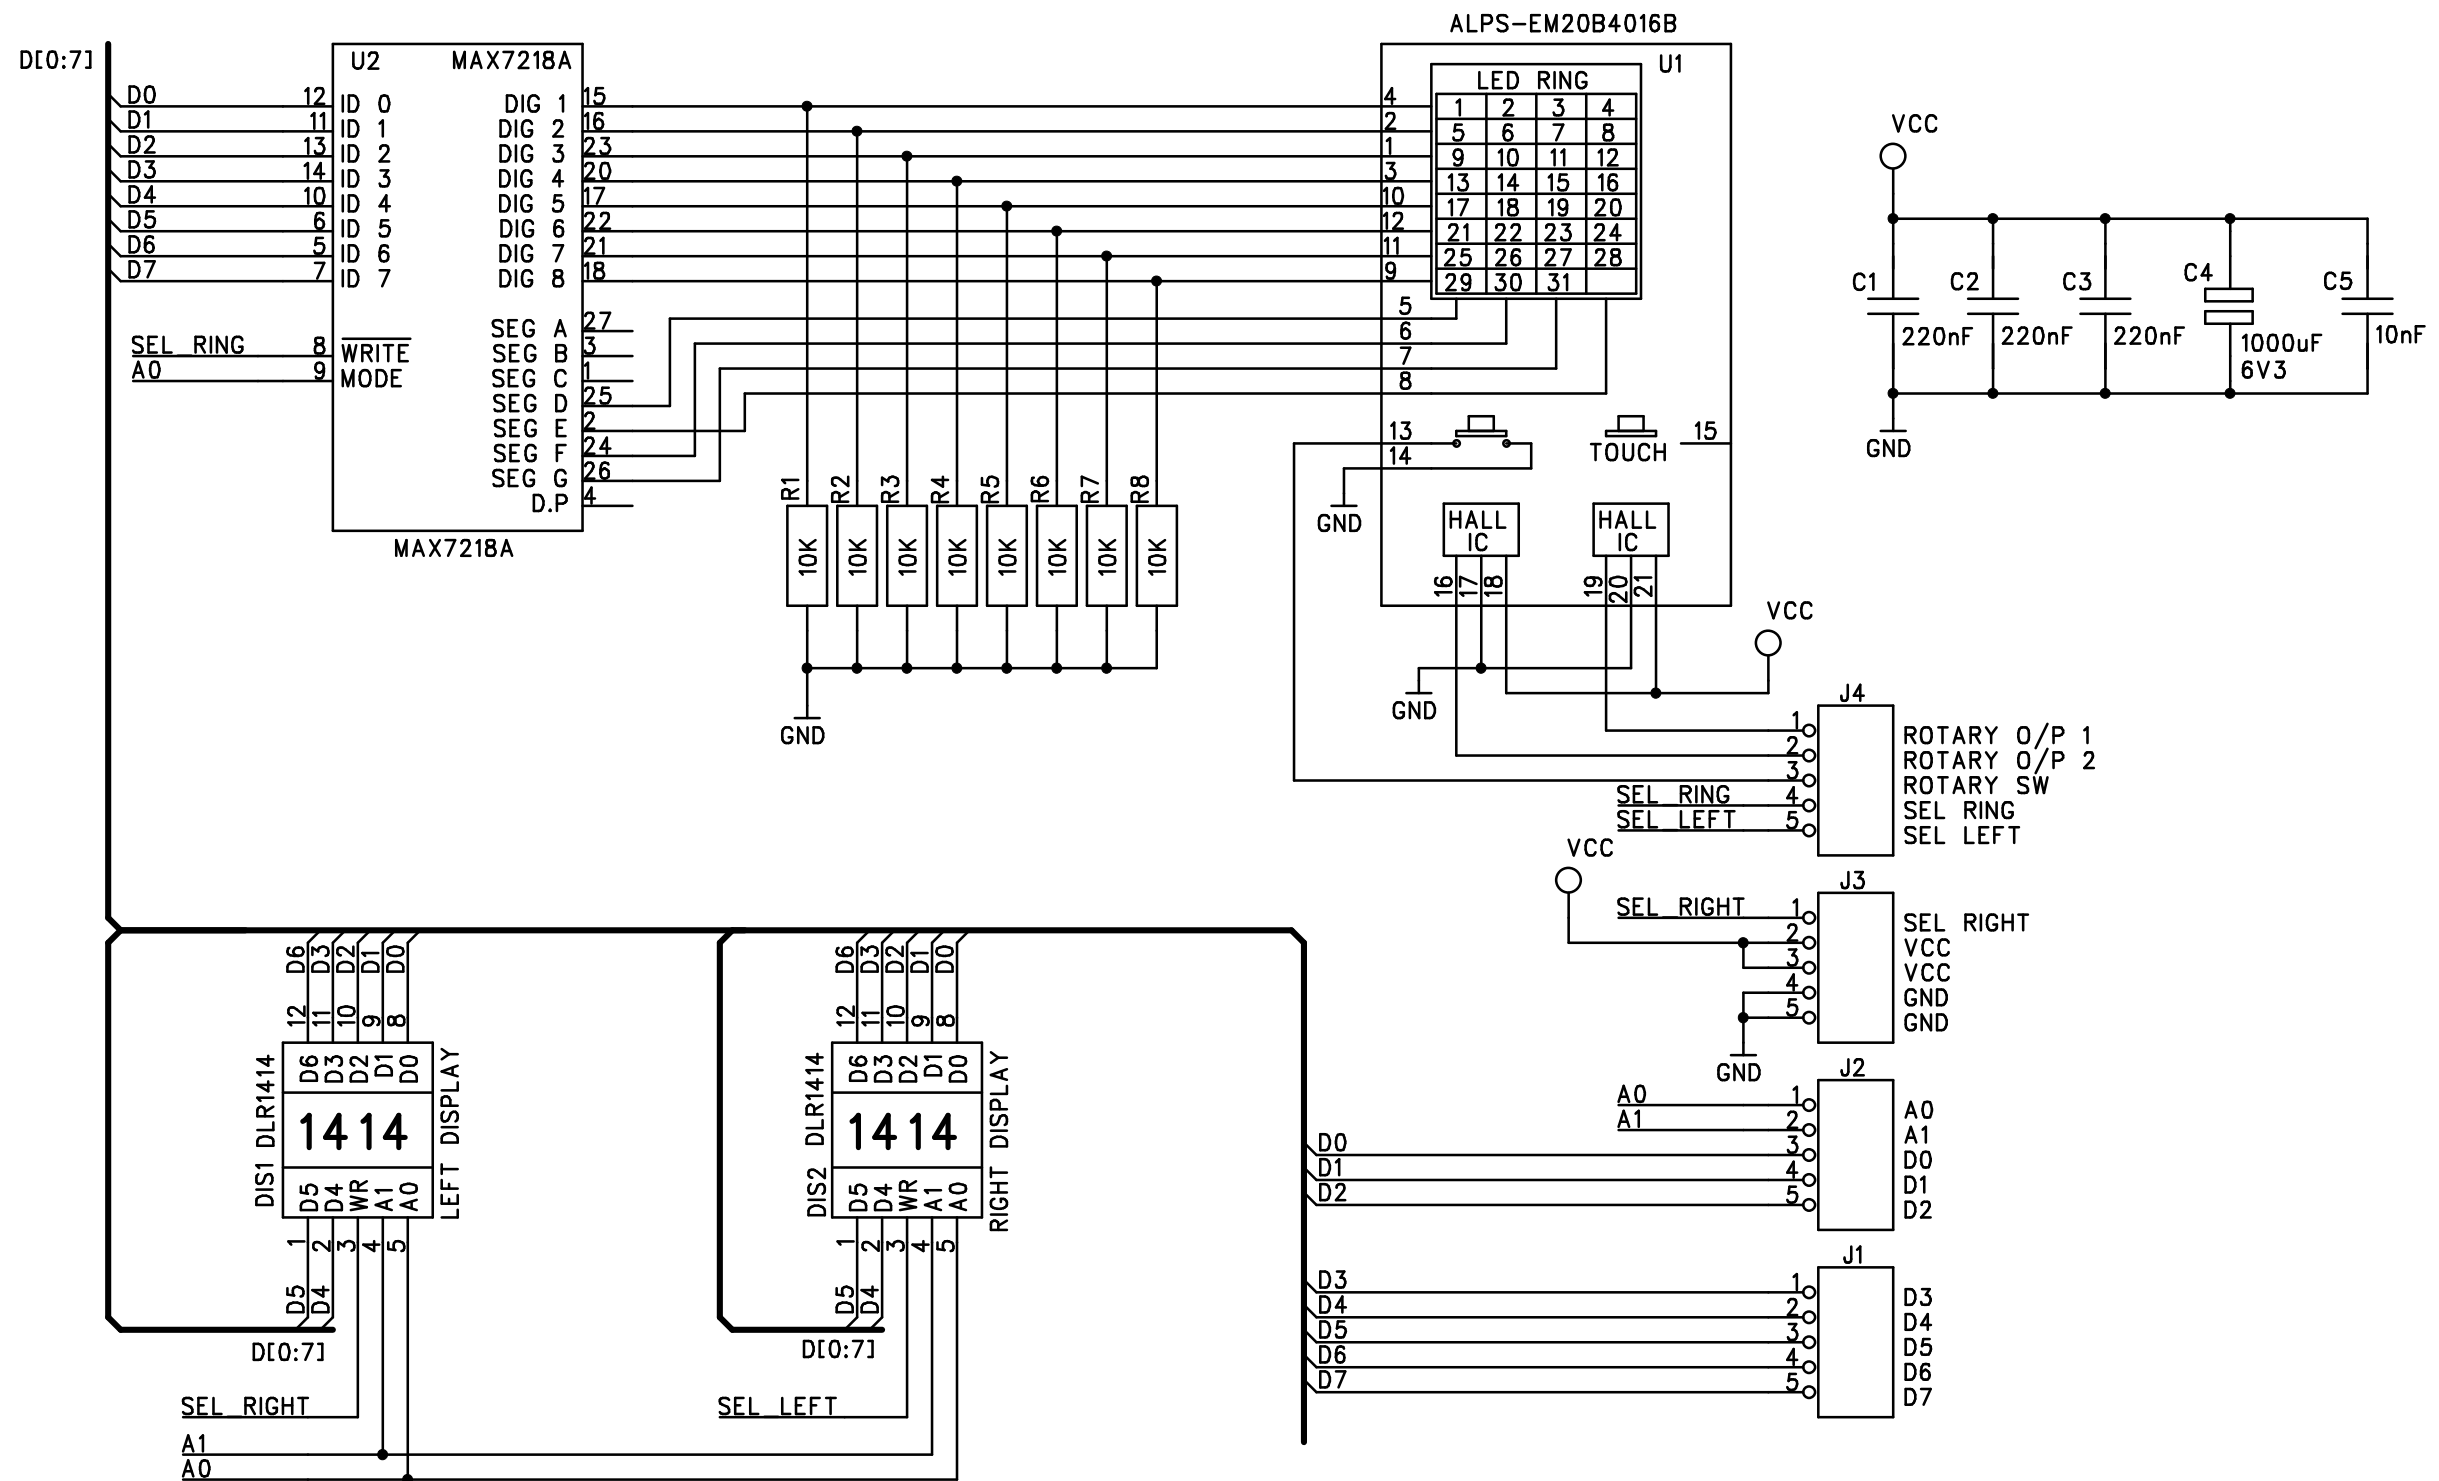 ALPS-EM20B4016B
D[0:7]
U2 MAX7218A
D0 12 ID 0 DIG 1 15
D1 11 ID 1 DIG 2 16
D2 13 ID 2 DIG 3 23
D3 14 ID 3 DIG 4 20
D4 10 ID 4 DIG 5 17
D5 6 ID 5 DIG 6 22
D6 5 ID 6 DIG 7 21
D7 7 ID 7 DIG 8 18
SEG A 27
SEL_RING 8 WRITE SEG B 3
A0 9 MODE SEG C 1
SEG D 25
SEG E 2
SEG F 24
SEG G 26
D.P 4
MAX7218A
R1 R2 R3 R4 R5 R6 R7 R8
10K 10K 10K 10K 10K 10K 10K 10K
GND
U1
LED RING
4 1 2 3 4
2 5 6 7 8
1 9 10 11 12
3 13 14 15 16
10 17 18 19 20
12 21 22 23 24
11 25 26 27 28
9 29 30 31
5
6
7
8
13
14
TOUCH 15
GND
HALL IC
HALL IC
16 17 18 19 20 21
VCC
GND
VCC
C1 C2 C3 C4 C5
220nF 220nF 220nF 1000uF 10nF
6V3
GND
J4
1 ROTARY O/P 1
2 ROTARY O/P 2
3 ROTARY SW
SEL_RING 4 SEL RING
SEL_LEFT 5 SEL LEFT
VCC
J3
SEL_RIGHT 1 SEL RIGHT
2 VCC
3 VCC
4 GND
5 GND
GND
J2
A0 1 A0
A1 2 A1
D0 3 D0
D1 4 D1
D2 5 D2
J1
D3 1 D3
D4 2 D4
D5 3 D5
D6 4 D6
D7 5 D7
D6 D3 D2 D1 D0
12 11 10 9 8
D6 D3 D2 D1 D0
DIS1 DLR1414
1414
LEFT DISPLAY
D5 D4 WR A1 A0
1 2 3 4 5
D5 D4
D[0:7]
SEL_RIGHT
A1
A0
D6 D3 D2 D1 D0
12 11 10 9 8
D6 D3 D2 D1 D0
DIS2 DLR1414
1414
RIGHT DISPLAY
D5 D4 WR A1 A0
1 2 3 4 5
D5 D4
D[0:7]
SEL_LEFT